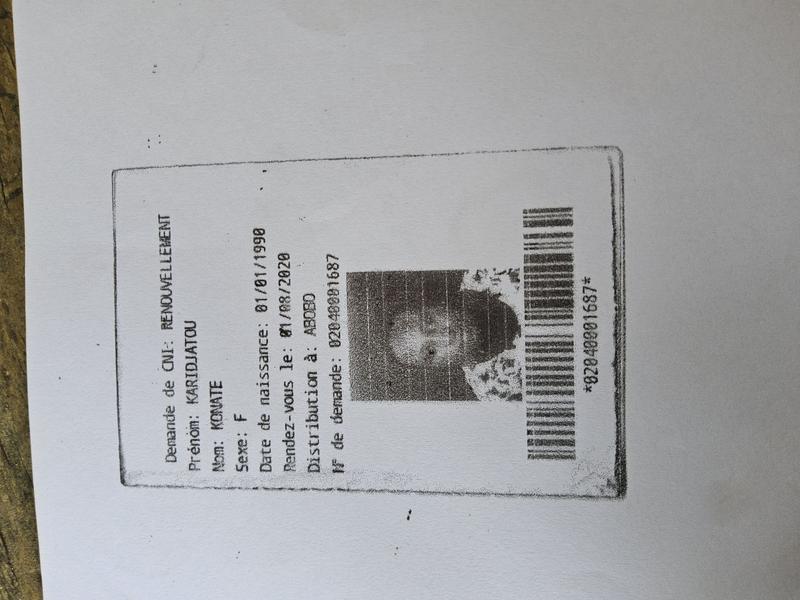 Demande de CNI: RENOUVELLEMENT
Prénom: KARIDJATOU
Nom: KONATE
Sexe: F
Date de naissance: 01/01/1990
Rendez-vous le: 01/08/2020
Distribution à: ABOBO
N° de demande: 02040001687
*02040001687*